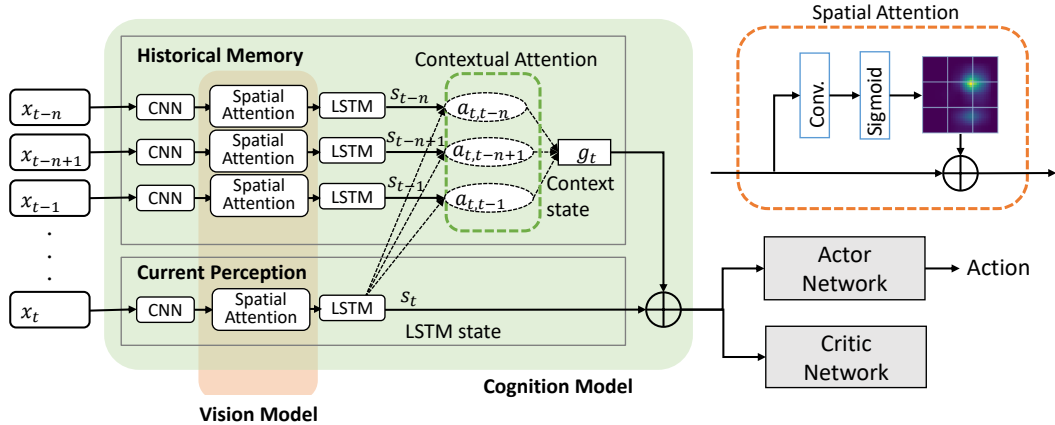 Spatial Attention
Historical Memory
Contextual Attention
x_{t-n}
CNN
Spatial
Attention
LSTM
s_{t-n}
a_{t,t-n}
x_{t-n+1}
CNN
Spatial
Attention
LSTM
s_{t-n+1}
a_{t,t-n+1}
g_t
Context
state
x_{t-1}
CNN
Spatial
Attention
LSTM
s_{t-1}
a_{t,t-1}
Conv.
Sigmoid
.
.
.
Current Perception
x_t
CNN
Spatial
Attention
LSTM
s_t
LSTM state
Actor
Network
Action
Critic
Network
Cognition Model
Vision Model